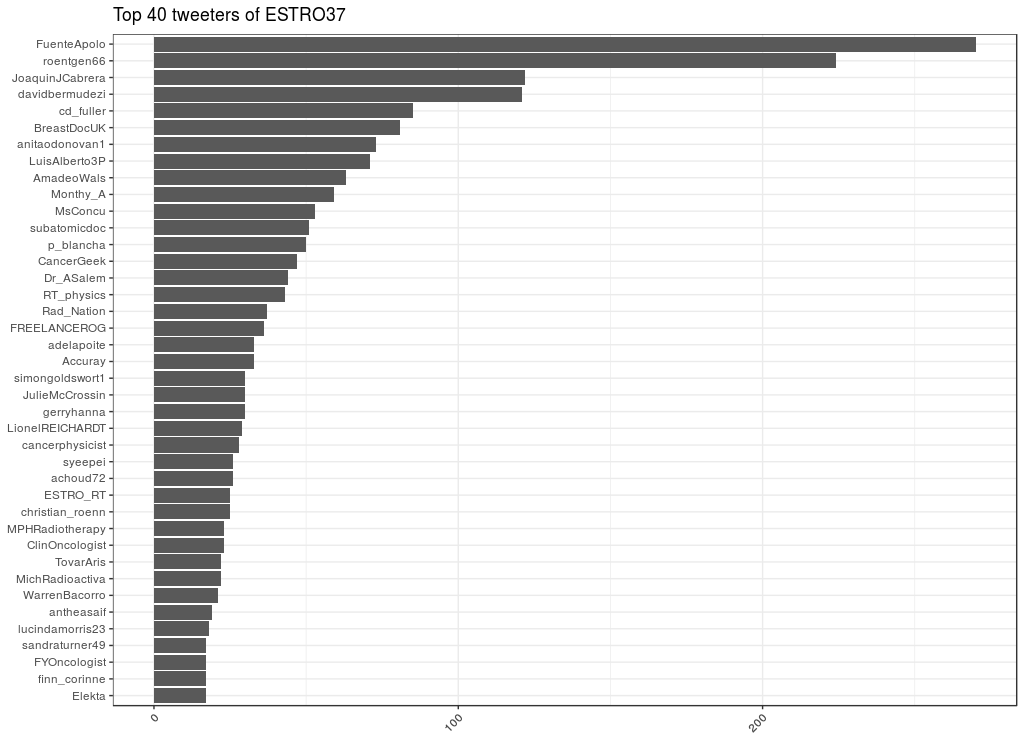 Top 40 tweeters of ESTRO37
FuenteApolo
roentgen66
JoaquinJCabrera
davidbermudezi
cd_fuller
BreastDocUK
anitaodonovan1
LuisAlberto3P
AmadeoWals
Monthy_A
MsConcu
subatomicdoc
p_blancha
CancerGeek
Dr_ASalem
RT_physics
Rad_Nation
FREELANCEROG
adelapoite
Accuray
simongoldswort1
JulieMcCrossin
gerryhanna
LionelREICHARDT
cancerphysicist
syeepei
achoud72
ESTRO_RT
christian_roenn
MPHRadiotherapy
ClinOncologist
TovarAris
MichRadioactiva
WarrenBacorro
antheasaif
lucindamorris23
sandraturner49
FYOncologist
finn_corinne
Elekta
0 100 200